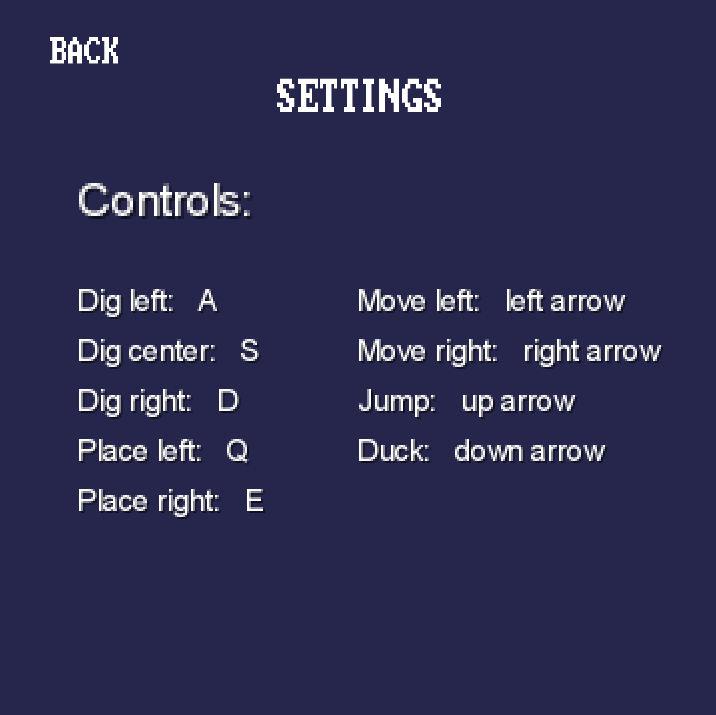 BACK
SETTINGS
Controls:
Dig left: A
Dig center: S
Dig right: D
Place left: Q
Place right: E
Move left: left arrow
Move right: right arrow
Jump: up arrow
Duck: down arrow